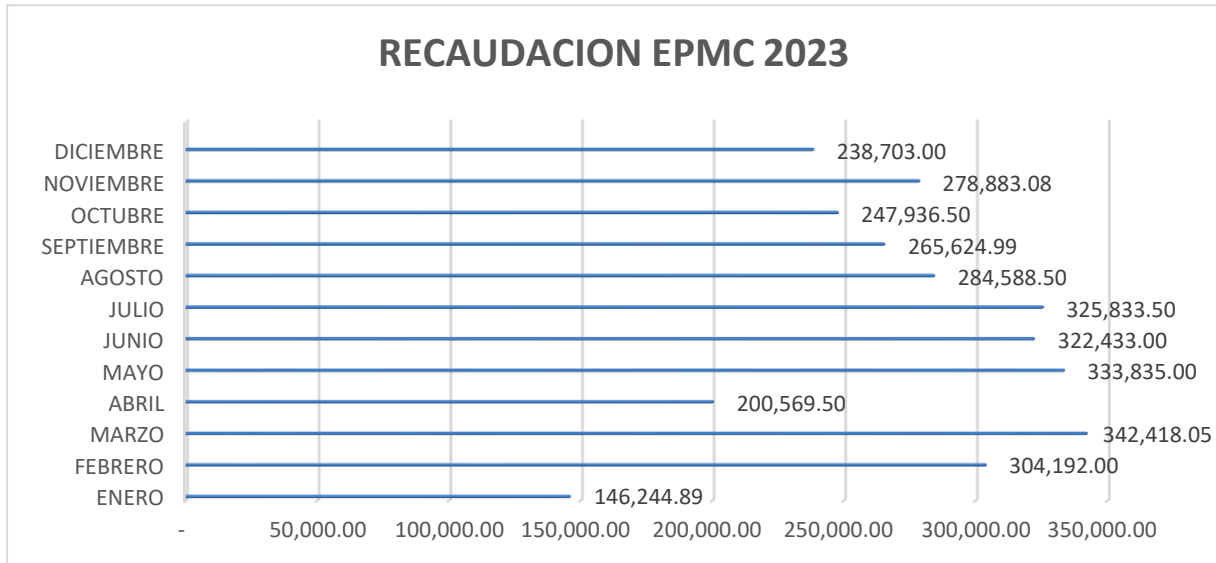 RECAUDACION EPMC 2023
DICIEMBRE 238,703.00
NOVIEMBRE 278,883.08
OCTUBRE 247,936.50
SEPTIEMBRE 265,624.99
AGOSTO 284,588.50
JULIO 325,833.50
JUNIO 322,433.00
MAYO 333,835.00
ABRIL 200,569.50
MARZO 342,418.05
FEBRERO 304,192.00
ENERO 146,244.89
- 50,000.00 100,000.00 150,000.00 200,000.00 250,000.00 300,000.00 350,000.00